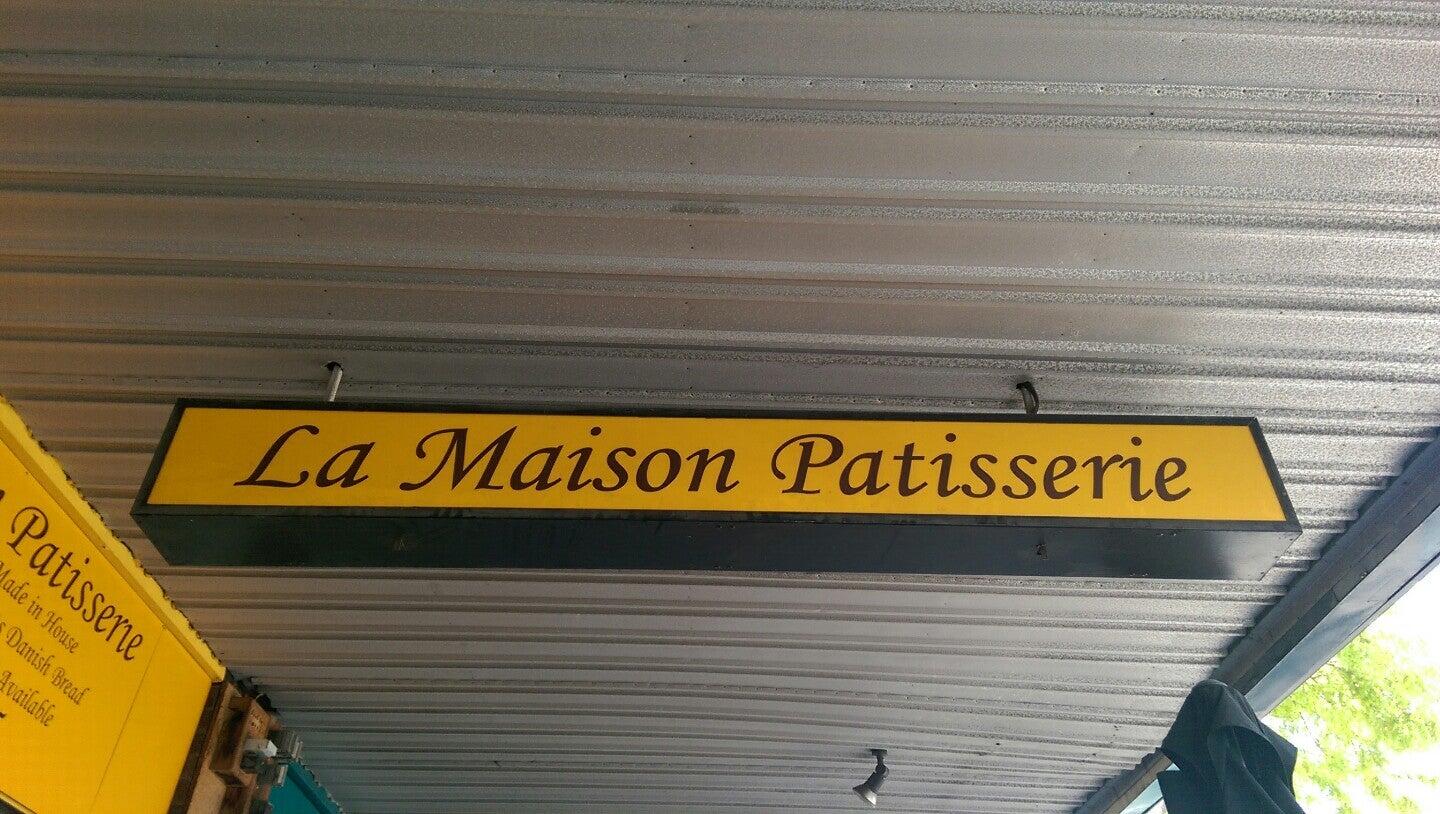 La Maison Patisserie
Patisserie
Made in House
Danish Bread
Available